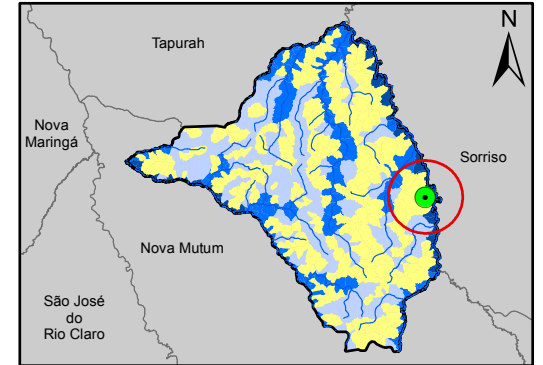 N
Tapurah
Nova
Maringá
Sorriso
Nova Mutum
São José
do
Rio Claro